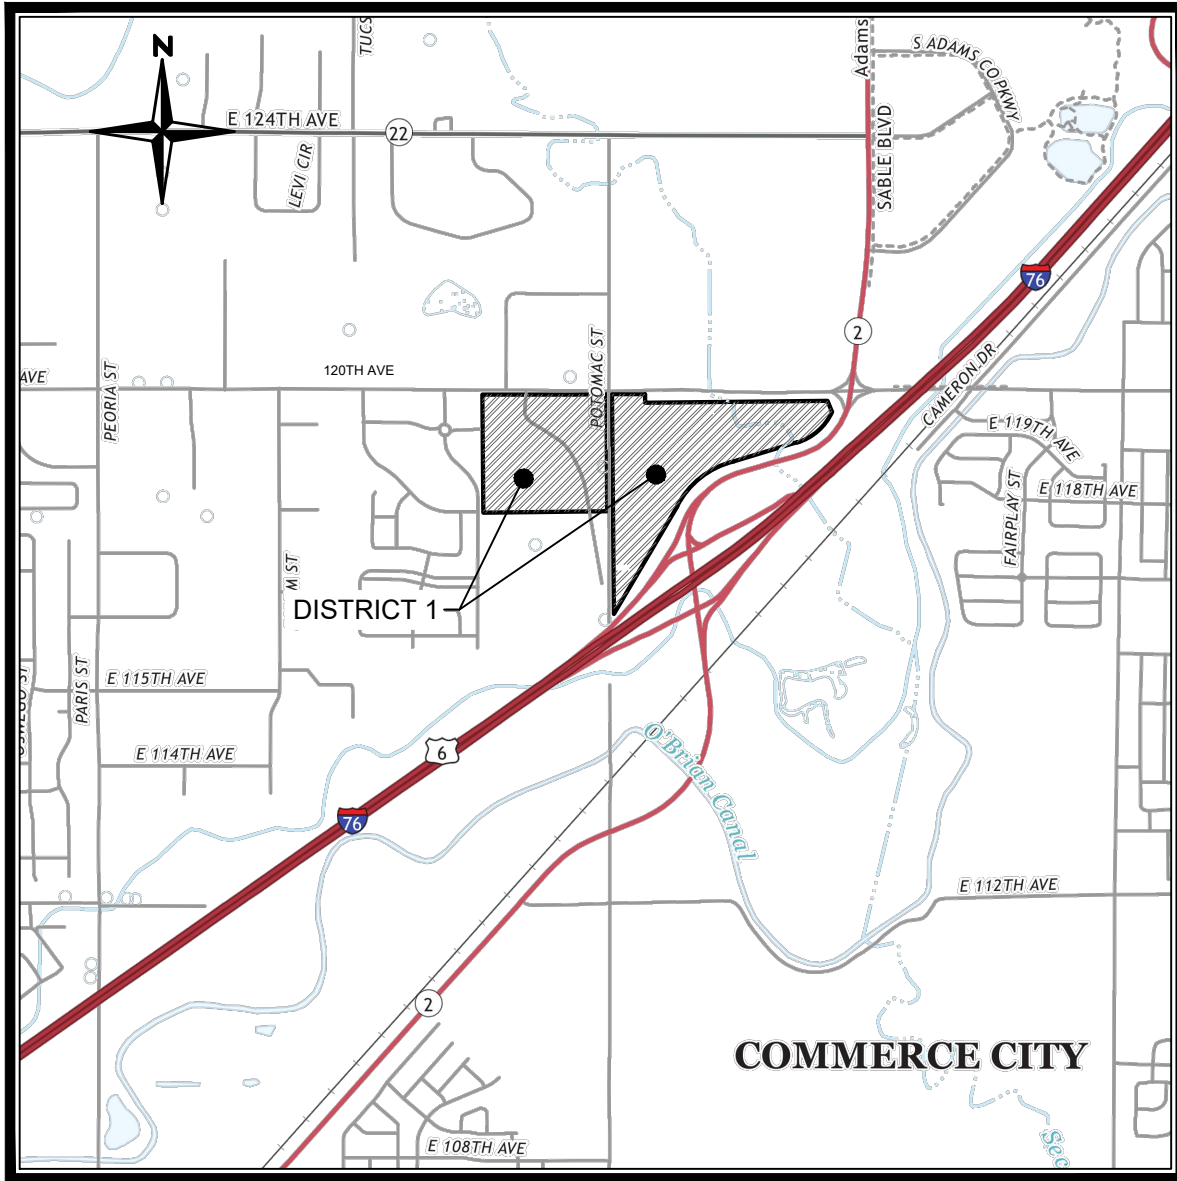 N
TUCS
Adams
S ADAMS CO PKWY
E 124TH AVE
22
LEVI CIR
SABLE BLVD
76
2
CAMERON DR
POTOMAC ST
120TH AVE
AVE
PEORIA ST
E 119TH AVE
E 118TH AVE
FAIRPLAY ST
M ST
DISTRICT 1
E 115TH AVE
PARIS ST
E 114TH AVE
6
76
O'Brian Canal
E 112TH AVE
2
COMMERCE CITY
E 108TH AVE
Sec